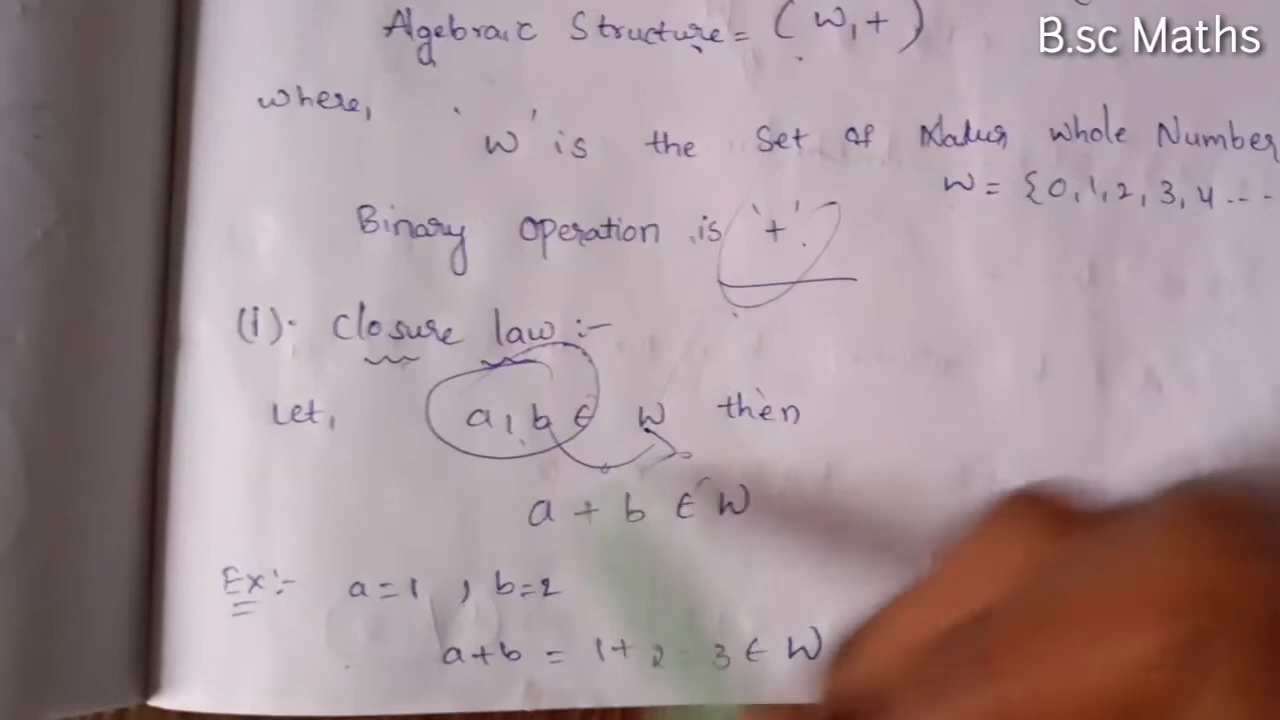 Algebraic Structure = (W, +)
B.sc Maths
where,
'W' is the Set of Whole Number
W = {0, 1, 2, 3, 4 ...
Binary Operation is '+'.
(i). Closure law :-
Let, a, b ∈ W then
a + b ∈ W
Ex:- a = 1 , b = 2
a + b = 1 + 2 = 3 ∈ W